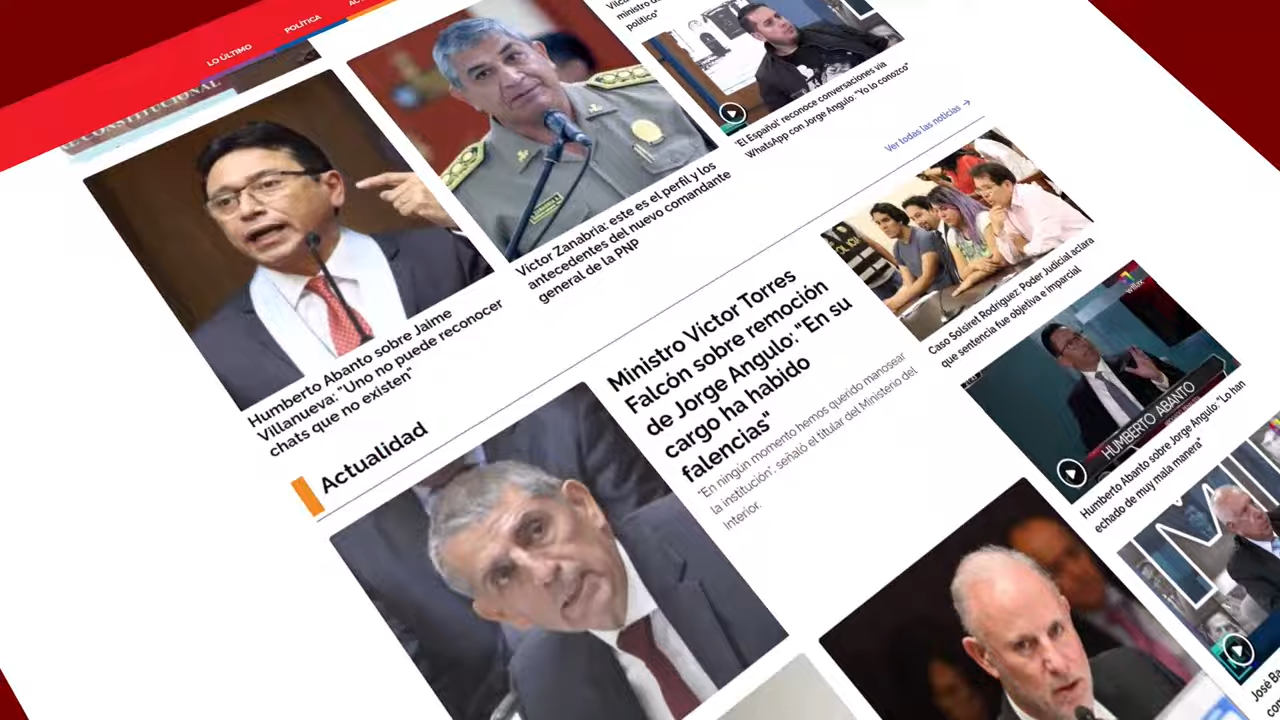 LO ÚLTIMO
POLÍTICA
CONSTITUCIONAL
Humberto Abanto sobre Jaime
Villanueva: "Uno no puede reconocer
chats que no existen"
Víctor Zanabria: este es el perfil y los
antecedentes del nuevo comandante
general de la PNP
ministro
político"
'El Español' reconoce conversaciones vía
WhatsApp con Jorge Angulo: "Yo lo conozco"
Ver todas las noticias →
Actualidad
Ministro Víctor Torres
Falcón sobre remoción
de Jorge Angulo: "En su
cargo ha habido
falencias"
"En ningún momento hemos querido manosear
la institución", señaló el titular del Ministerio del
Interior.
Caso Solsiret Rodríguez: Poder Judicial aclara
que sentencia fue objetiva e imparcial
willax
HUMBERTO ABANTO
Humberto Abanto sobre Jorge Angulo: "Lo han
echado de muy mala manera"
José